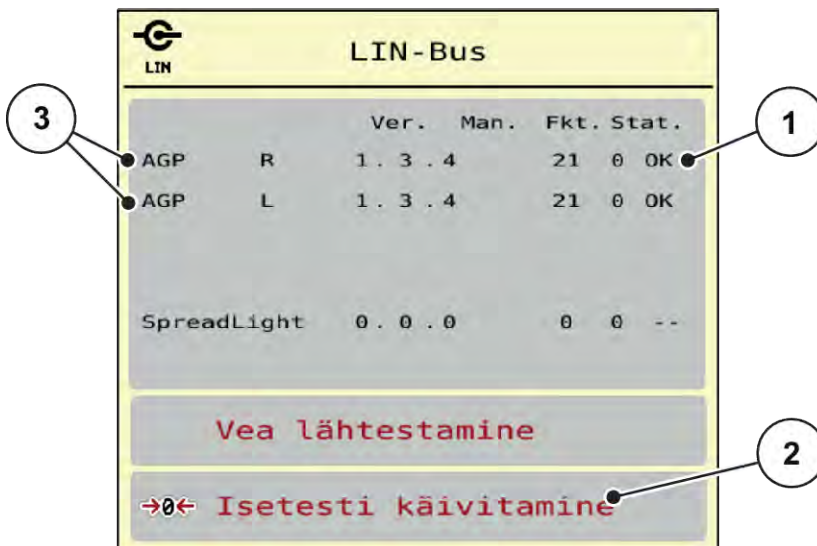 LIN
LIN-Bus
3
1
Ver. Man. Fkt. Stat.
AGP R 1.3.4 21 0 OK
AGP L 1.3.4 21 0 OK
SpreadLight 0.0.0 0 0 --
Vea lähtestamine
2
→0← Isetesti käivitamine